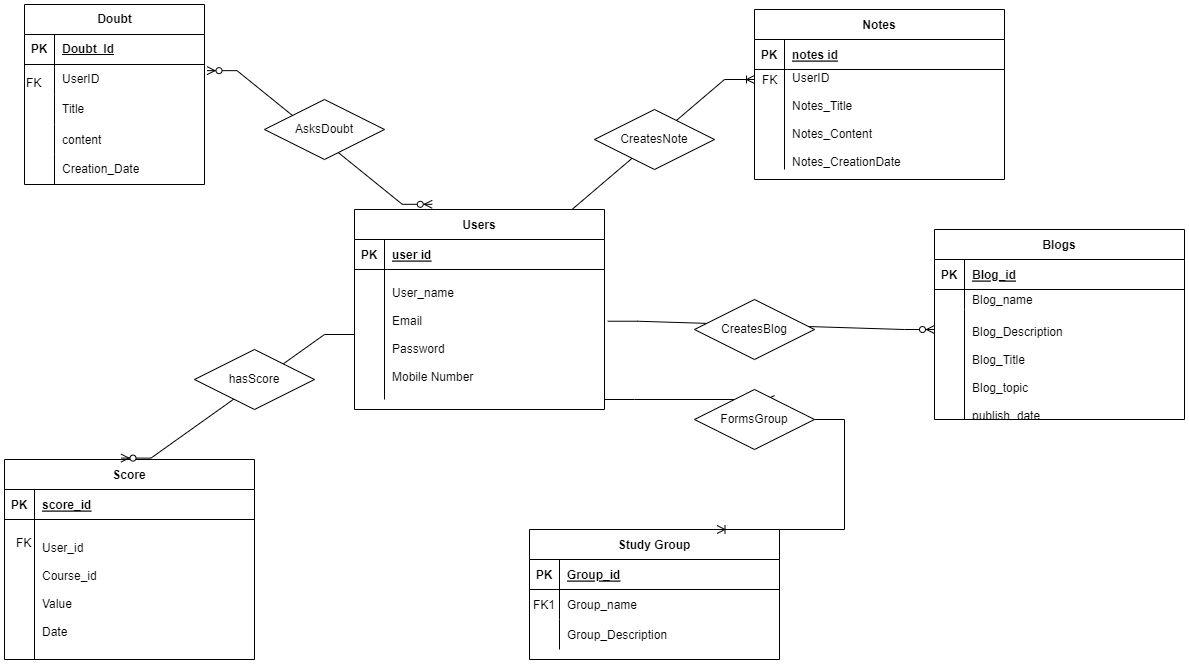 Doubt
PK Doubt_Id
FK UserID
Title
content
Creation_Date
AsksDoubt
Notes
PK notes id
FK UserID
Notes_Title
Notes_Content
Notes_CreationDate
CreatesNote
Users
PK user id
User_name
Email
Password
Mobile Number
Blogs
PK Blog_id
Blog_name
Blog_Description
Blog_Title
Blog_topic
publish_date
CreatesBlog
hasScore
FormsGroup
Score
PK score_id
FK User_id
Course_id
Value
Date
Study Group
PK Group_id
FK1 Group_name
Group_Description